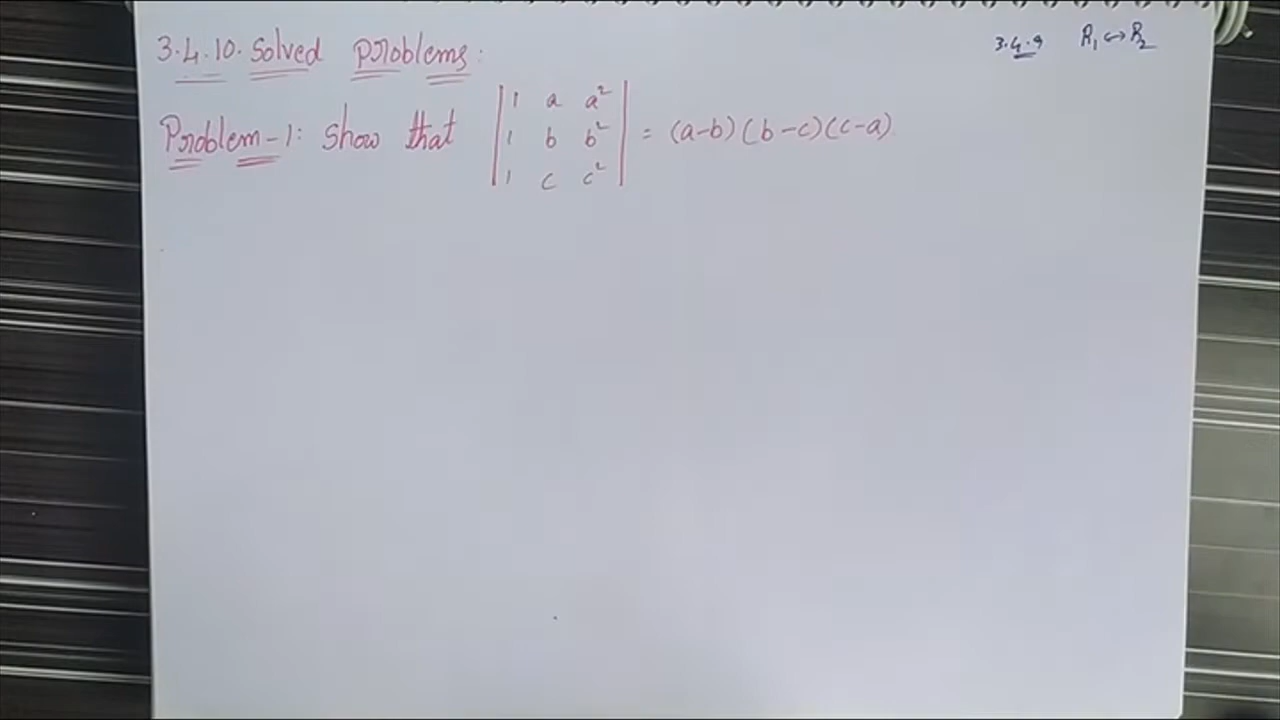 3.4.10. Solved problems:
3.4.9 R₁ ↔ R₂
Problem-1: Show that | 1 a a² | = (a-b)(b-c)(c-a)
| 1 b b² |
| 1 c c² |